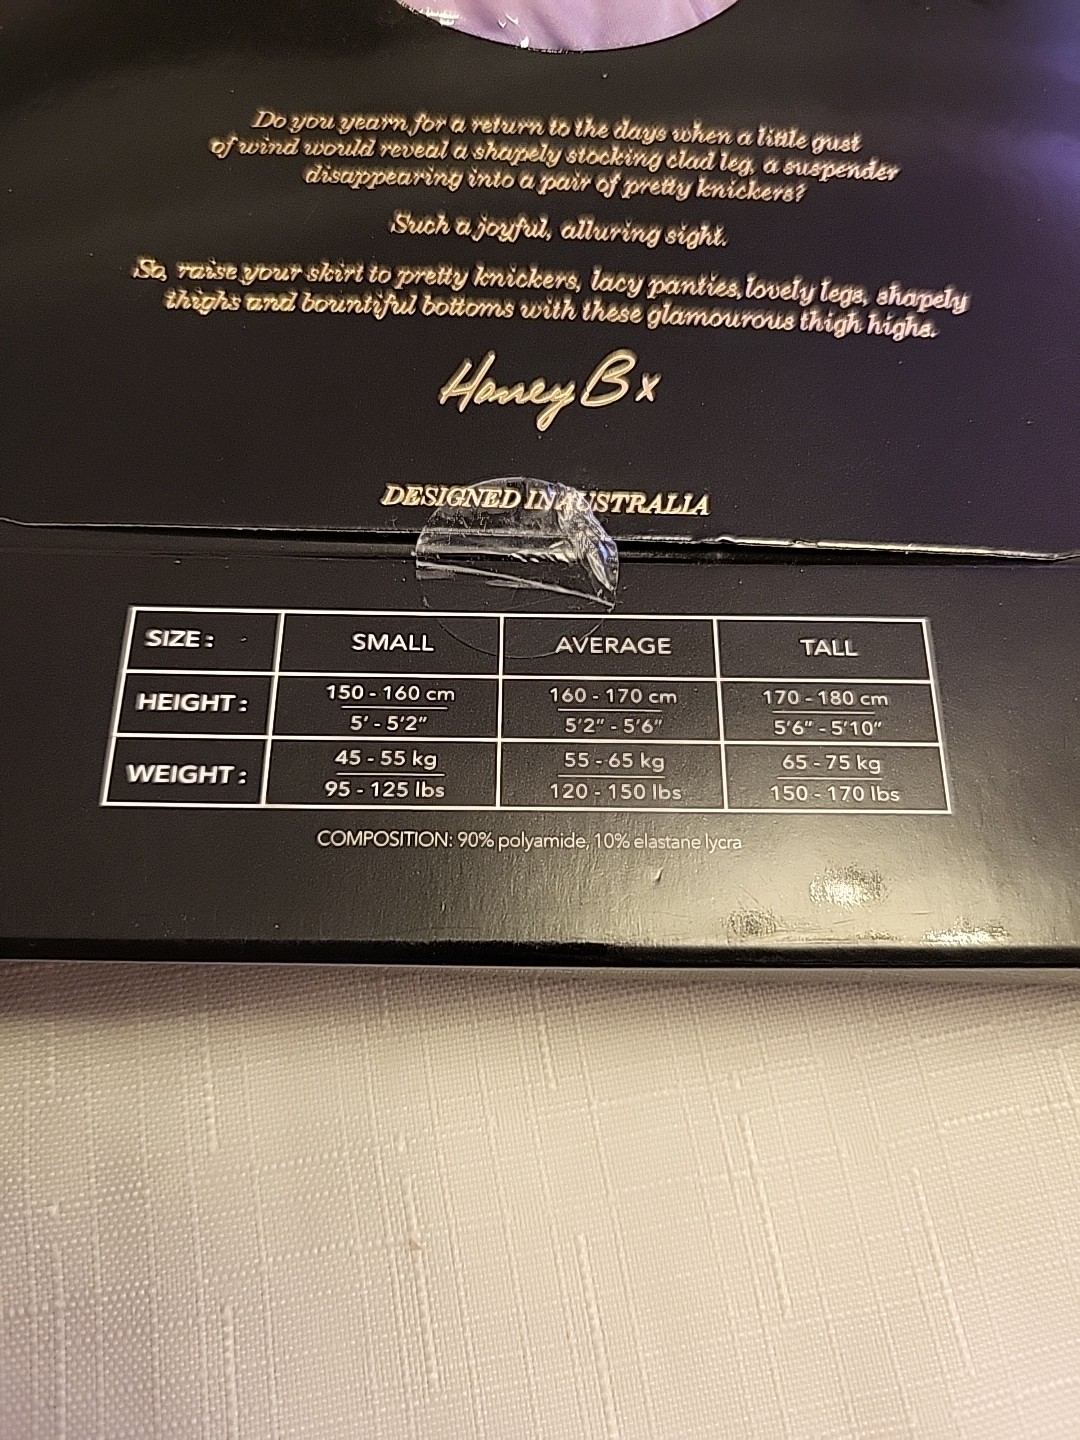 Do you yearn for a return to the days when a little gust
of wind would reveal a shapely stocking clad leg, a suspender
disappearing into a pair of pretty knickers?
Such a joyful, alluring sight.
So, raise your skirt to pretty knickers, lacy panties, lovely legs, shapely
thighs and bountiful bottoms with these glamourous thigh highs.
Honey B x
DESIGNED IN AUSTRALIA
SIZE: SMALL AVERAGE TALL
HEIGHT: 150 - 160 cm 160 - 170 cm 170 - 180 cm
5' - 5'2" 5'2" - 5'6" 5'6" - 5'10"
WEIGHT: 45 - 55 kg 55 - 65 kg 65 - 75 kg
95 - 125 lbs 120 - 150 lbs 150 - 170 lbs
COMPOSITION: 90% polyamide, 10% elastane lycra